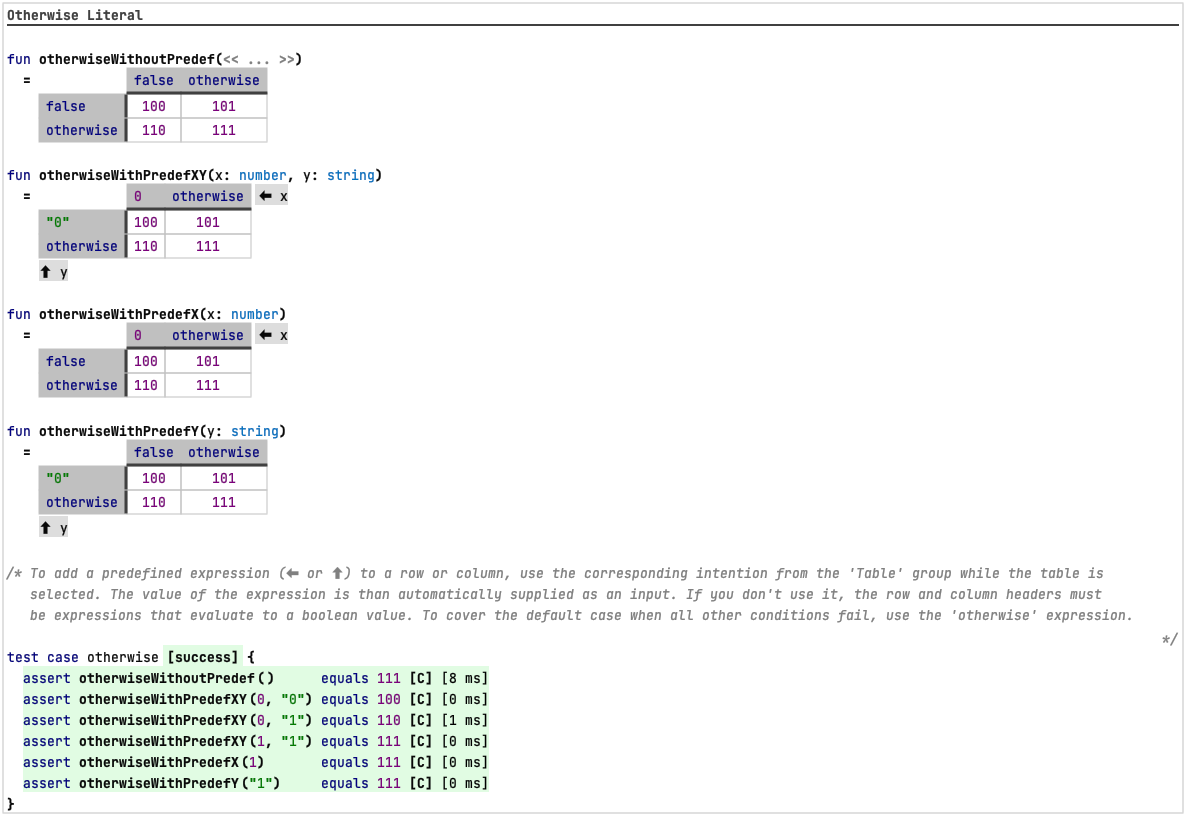 Otherwise Literal
fun otherwiseWithoutPredef(<< ... >>)
= false otherwise
false 100 101
otherwise 110 111
fun otherwiseWithPredefXY(x: number, y: string)
= 0 otherwise ⬅ x
"0" 100 101
otherwise 110 111
⬆ y
fun otherwiseWithPredefX(x: number)
= 0 otherwise ⬅ x
false 100 101
otherwise 110 111
fun otherwiseWithPredefY(y: string)
= false otherwise
"0" 100 101
otherwise 110 111
⬆ y
/* To add a predefined expression (⬅ or ⬆) to a row or column, use the corresponding intention from the 'Table' group while the table is
selected. The value of the expression is than automatically supplied as an input. If you don't use it, the row and column headers must
be expressions that evaluate to a boolean value. To cover the default case when all other conditions fail, use the 'otherwise' expression.
*/
test case otherwise [success] {
assert otherwiseWithoutPredef() equals 111 [C] [8 ms]
assert otherwiseWithPredefXY(0, "0") equals 100 [C] [0 ms]
assert otherwiseWithPredefXY(0, "1") equals 110 [C] [1 ms]
assert otherwiseWithPredefXY(1, "1") equals 111 [C] [0 ms]
assert otherwiseWithPredefX(1) equals 111 [C] [0 ms]
assert otherwiseWithPredefY("1") equals 111 [C] [0 ms]
}